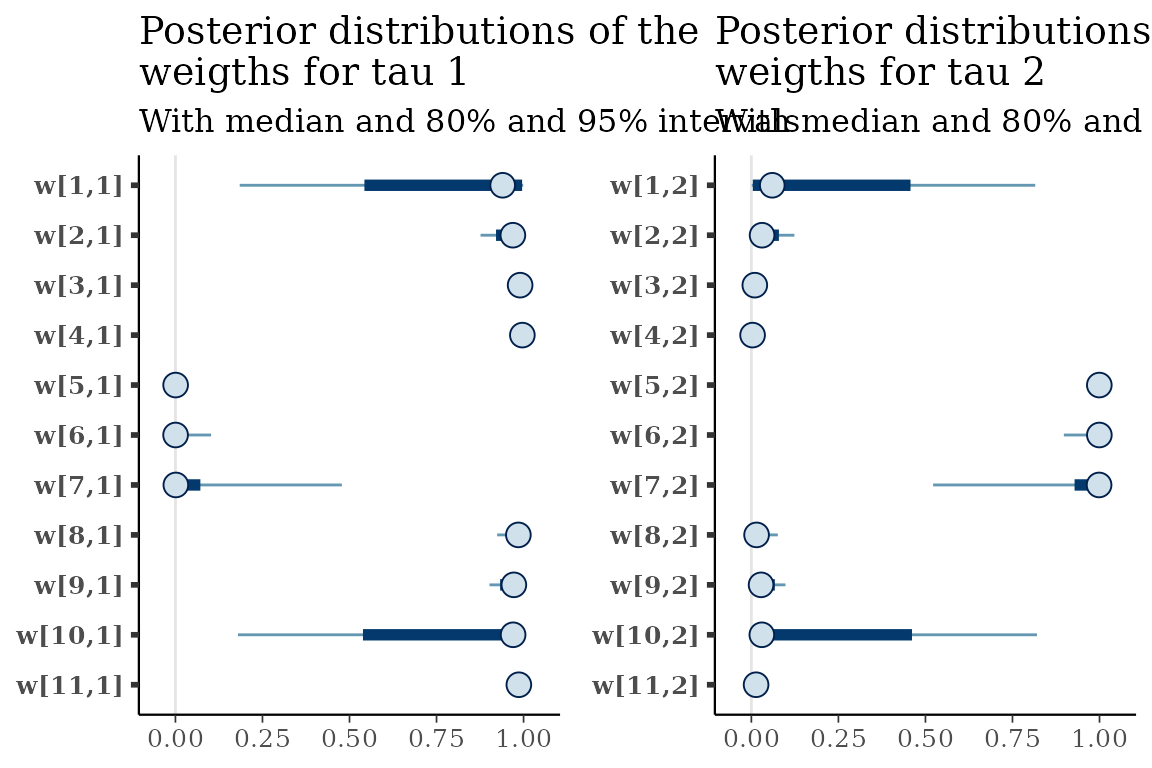 Posterior distributions of the
weigths for tau 1
With median and 80% and 95% intervals
w[1,1]
w[2,1]
w[3,1]
w[4,1]
w[5,1]
w[6,1]
w[7,1]
w[8,1]
w[9,1]
w[10,1]
w[11,1]
0.00 0.25 0.50 0.75 1.00
Posterior distributions
weigths for tau 2
With median and 80% and
w[1,2]
w[2,2]
w[3,2]
w[4,2]
w[5,2]
w[6,2]
w[7,2]
w[8,2]
w[9,2]
w[10,2]
w[11,2]
0.00 0.25 0.50 0.75 1.00